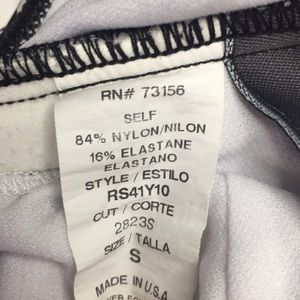 RN# 73156
SELF
84% NYLON/NILON
16% ELASTANE
ELASTANO
STYLE / ESTILO
RS41Y10
CUT / CORTE
2823S
SIZE / TALLA
S
MADE IN U.S.A